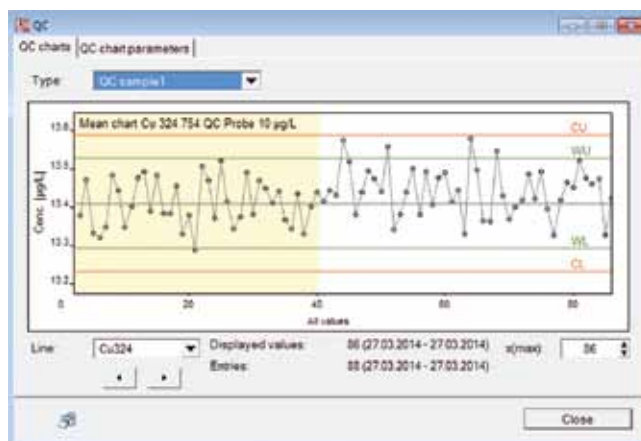 QC
QC charts QC chart parameters
Type: QC sample1
Mean chart Cu 324 754 QC Probe 10 µg/L
CU
WU
WL
CL
Conc. [µg/L]
13.6
13.5
13.4
13.3
13.2
0 20 40 60 80
All values
Line: Cu324 Displayed values: 86 (27.03.2014 - 27.03.2014) x(max): 86
Entries: 88 (27.03.2014 - 27.03.2014)
Close